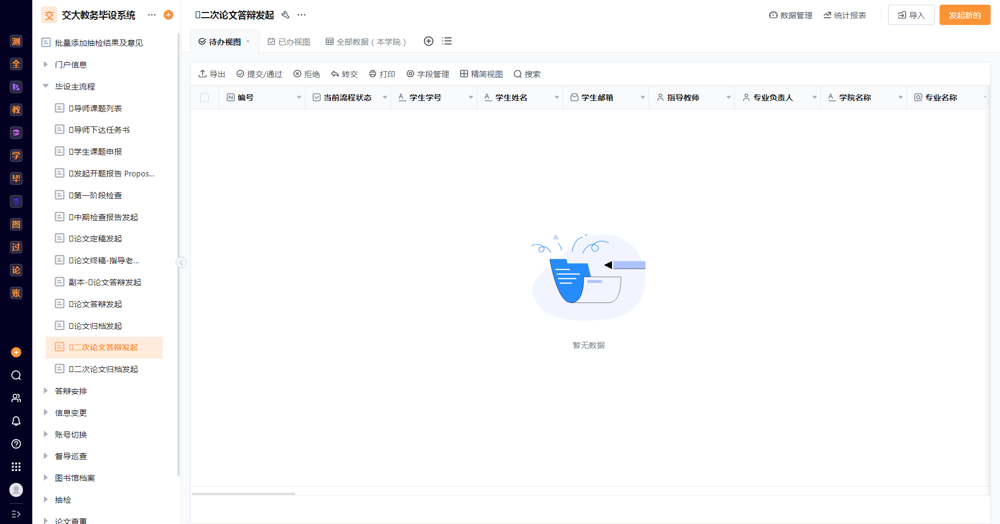 交 交大教务毕设系统
▯二次论文答辩发起
数据管理 统计报表 导入 发起新的
待办视图 已办视图 全部数据（本学院）
导出 提交/通过 拒绝 转交 打印 字段管理 精简视图 搜索
编号 当前流程状态 学生学号 学生姓名 学生邮箱 指导教师 专业负责人 学院名称 专业名称
暂无数据
测
全
教
学
毕
图
过
论
账
批量添加抽检结果及意见
门户信息
毕设主流程
▯导师课题列表
▯导师下达任务书
▯学生课题申报
▯发起开题报告 Propos...
▯第一阶段检查
▯中期检查报告发起
▯论文定稿发起
▯论文终稿-指导老...
副本-▯论文答辩发起
▯论文答辩发起
▯论文归档发起
▯二次论文答辩发起
▯二次论文归档发起
答辩安排
信息变更
账号切换
督导巡查
图书馆档案
抽检
论文查重